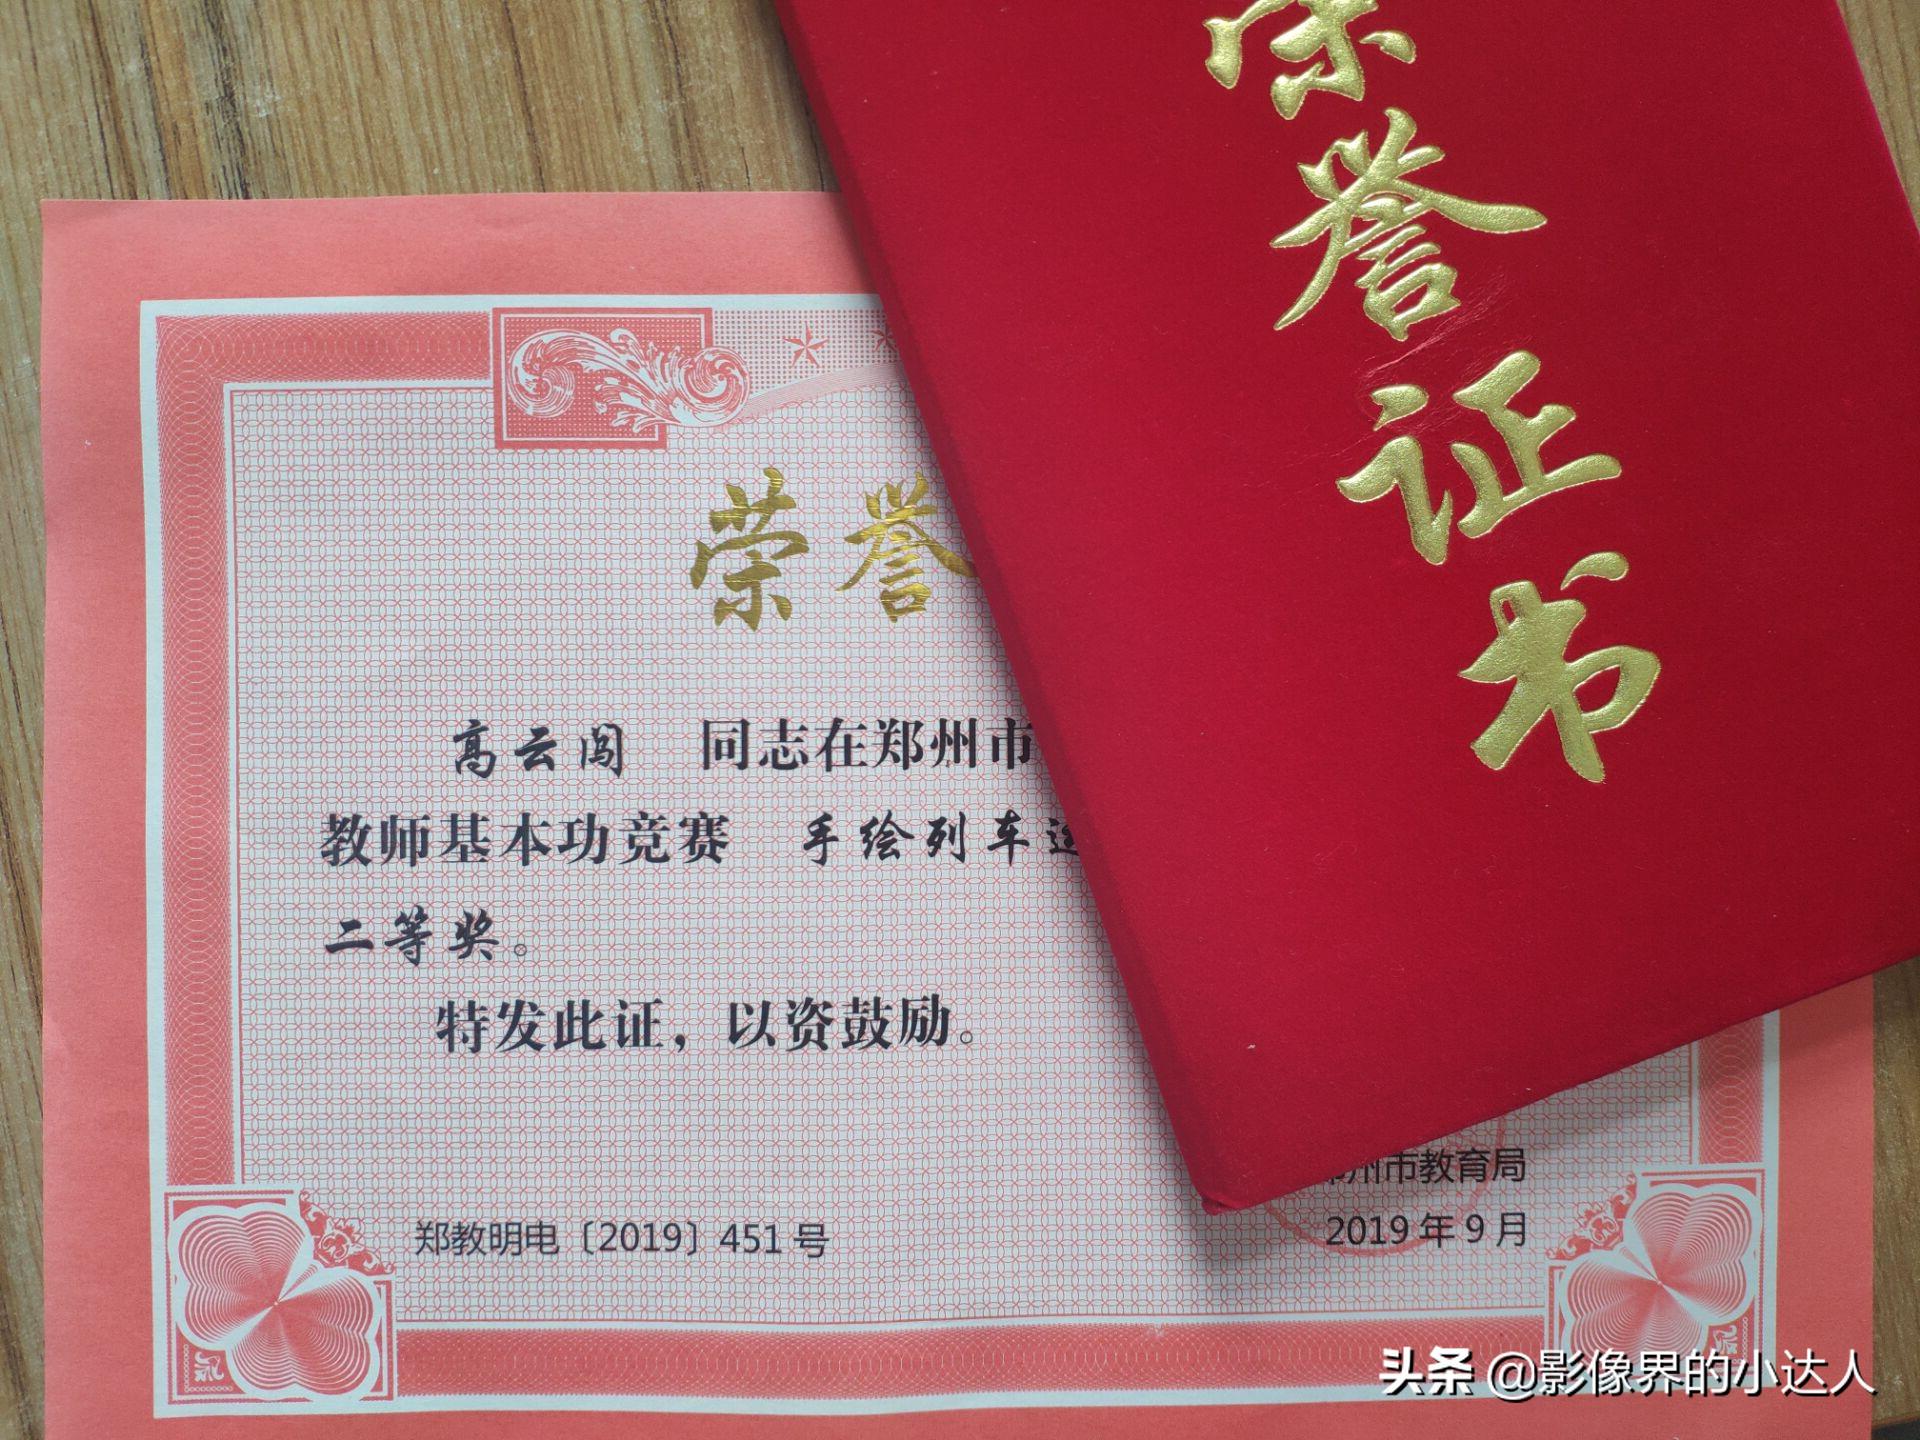 荣誉证书
荣誉
高云闯 同志在郑州市
教师基本功竞赛 手绘列车运
二等奖。
特发此证，以资鼓励。
州市教育局
郑教明电〔2019〕451号
2019年9月
头条 @影像界的小达人